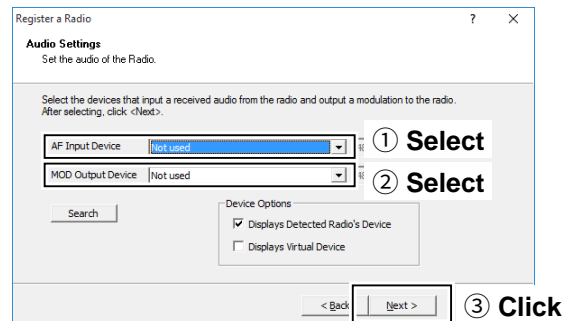 Register a Radio ? ×
Audio Settings
Set the audio of the Radio.
Select the devices that input a received audio from the radio and output a modulation to the radio.
After selecting, click <Next>.
AF Input Device Not used ① Select
MOD Output Device Not used ② Select
Search
Device Options
Displays Detected Radio's Device
Displays Virtual Device
< Back Next > ③ Click